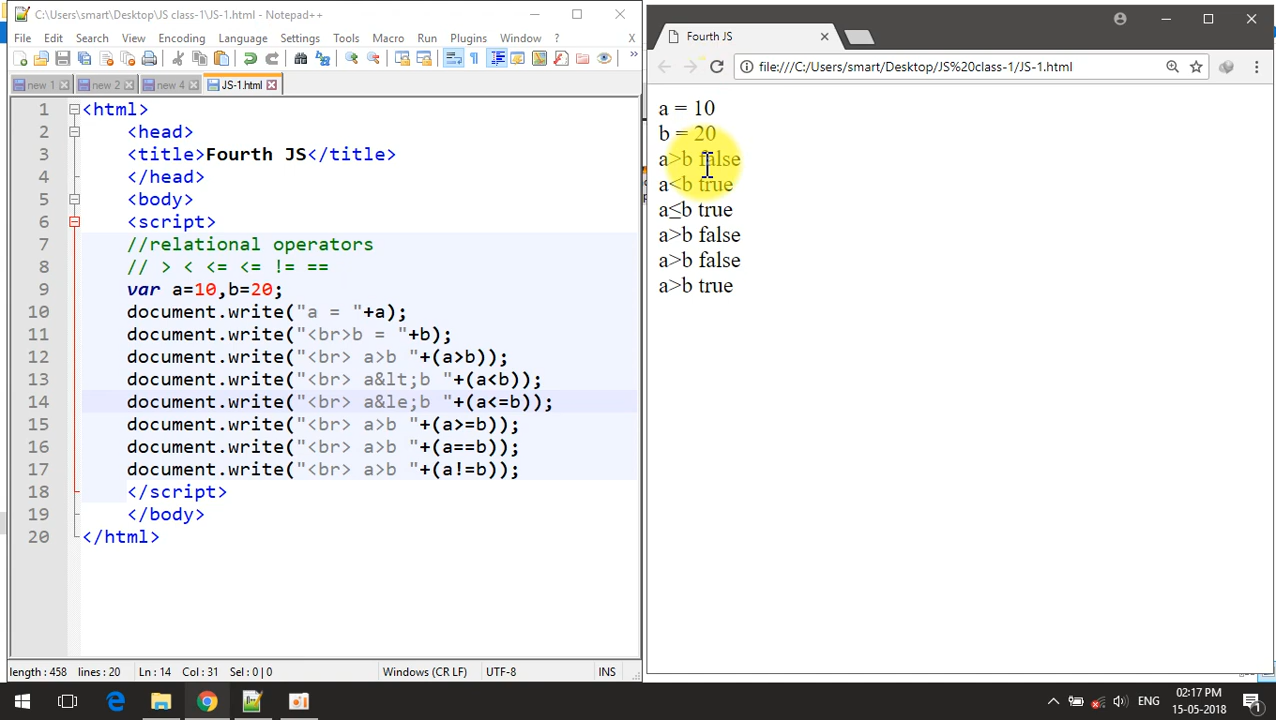 C:\Users\smart\Desktop\JS class-1\JS-1.html - Notepad++
File Edit Search View Encoding Language Settings Tools Macro Run Plugins Window ? X
new 1 new 2 new 4 JS-1.html
1 <html>
2 <head>
3 <title>Fourth JS</title>
4 </head>
5 <body>
6 <script>
7 //relational operators
8 // > < <= <= != ==
9 var a=10,b=20;
10 document.write("a = "+a);
11 document.write("<br>b = "+b);
12 document.write("<br> a>b "+(a>b));
13 document.write("<br> a&lt;b "+(a<b));
14 document.write("<br> a&le;b "+(a<=b));
15 document.write("<br> a>b "+(a>=b));
16 document.write("<br> a>b "+(a==b));
17 document.write("<br> a>b "+(a!=b));
18 </script>
19 </body>
20 </html>
length : 458 lines : 20 Ln : 14 Col : 31 Sel : 0 | 0 Windows (CR LF) UTF-8 INS
Fourth JS
file:///C:/Users/smart/Desktop/JS%20class-1/JS-1.html
a = 10
b = 20
a>b false
a<b true
a≤b true
a>b false
a>b false
a>b true
ENG 02:17 PM
15-05-2018
1